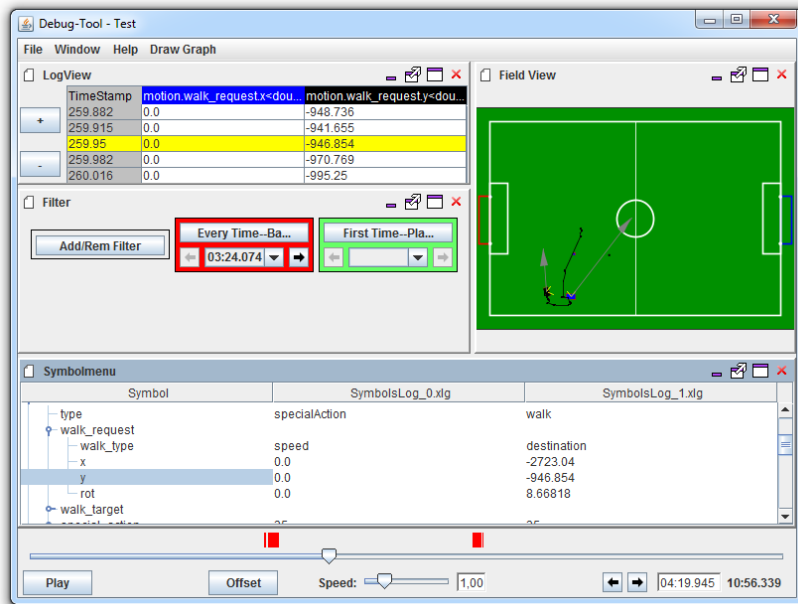 Debug-Tool - Test
File Window Help Draw Graph
LogView
TimeStamp motion.walk_request.x<dou... motion.walk_request.y<dou...
259.882 0.0 -948.736
+
259.915 0.0 -941.655
259.95 0.0 -946.854
-
259.982 0.0 -970.769
260.016 0.0 -995.25
Field View
Filter
Add/Rem Filter
Every Time--Ba...
03:24.074
First Time--Pla...
Symbolmenu
Symbol SymbolsLog_0.xlg SymbolsLog_1.xlg
type specialAction walk
walk_request
walk_type speed destination
x 0.0 -2723.04
y 0.0 -946.854
rot 0.0 8.66818
walk_target
special_action 25 25
Play Offset Speed: 1,00 04:19.945 10:56.339